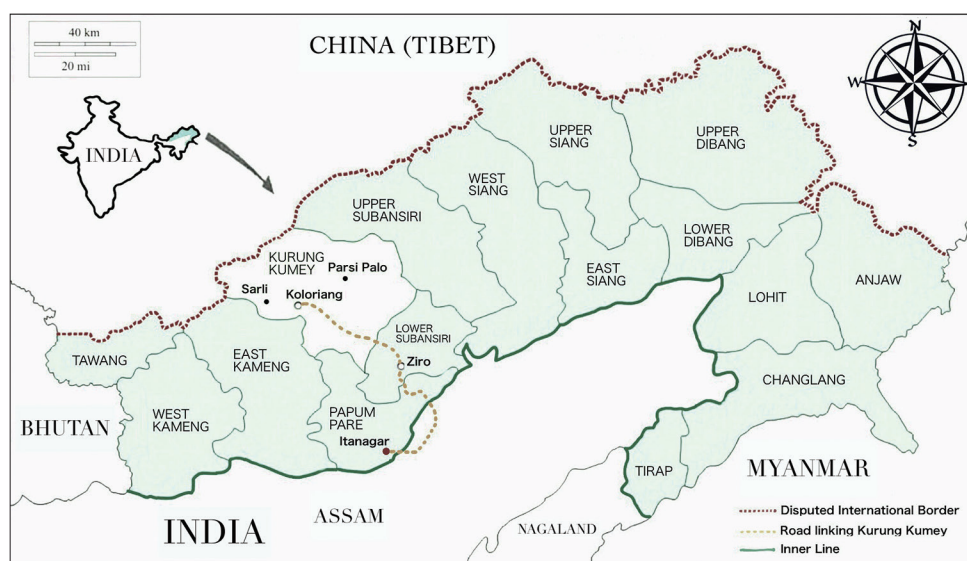 40 km
20 mi
CHINA (TIBET)
N
W
E
S
INDIA
UPPER
SIANG
UPPER
DIBANG
WEST
SIANG
UPPER
SUBANSIRI
LOWER
DIBANG
KURUNG
KUMEY
Parsi Palo
EAST
SIANG
ANJAW
Sarli
Koloriang
LOHIT
LOWER
SUBANSIRI
TAWANG
EAST
KAMENG
Ziro
CHANGLANG
WEST
KAMENG
PAPUM
PARE
BHUTAN
Itanagar
TIRAP
MYANMAR
INDIA
ASSAM
NAGALAND
Disputed International Border
Road linking Kurung Kumey
Inner Line